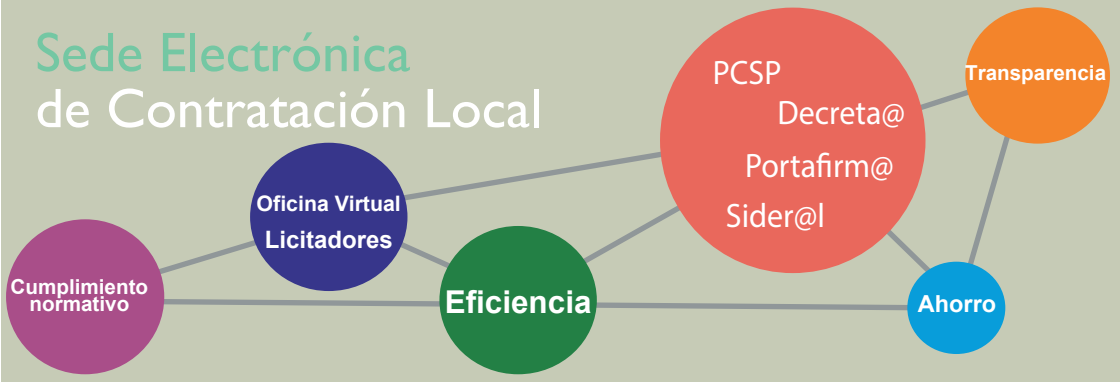 Sede Electrónica
de Contratación Local
PCSP
Decreta@
Portafirm@
Sider@l
Transparencia
Oficina Virtual
Licitadores
Cumplimiento
normativo
Eficiencia
Ahorro